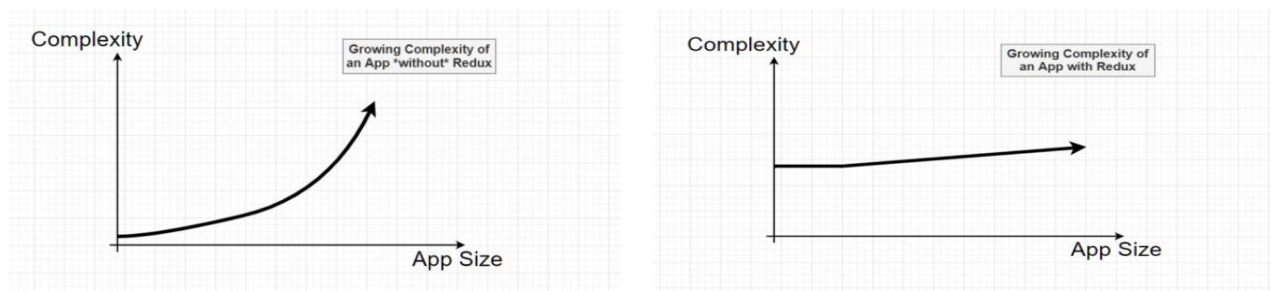 Complexity
Growing Complexity of
an App *without* Redux
App Size
Complexity
Growing Complexity of
an App with Redux
App Size